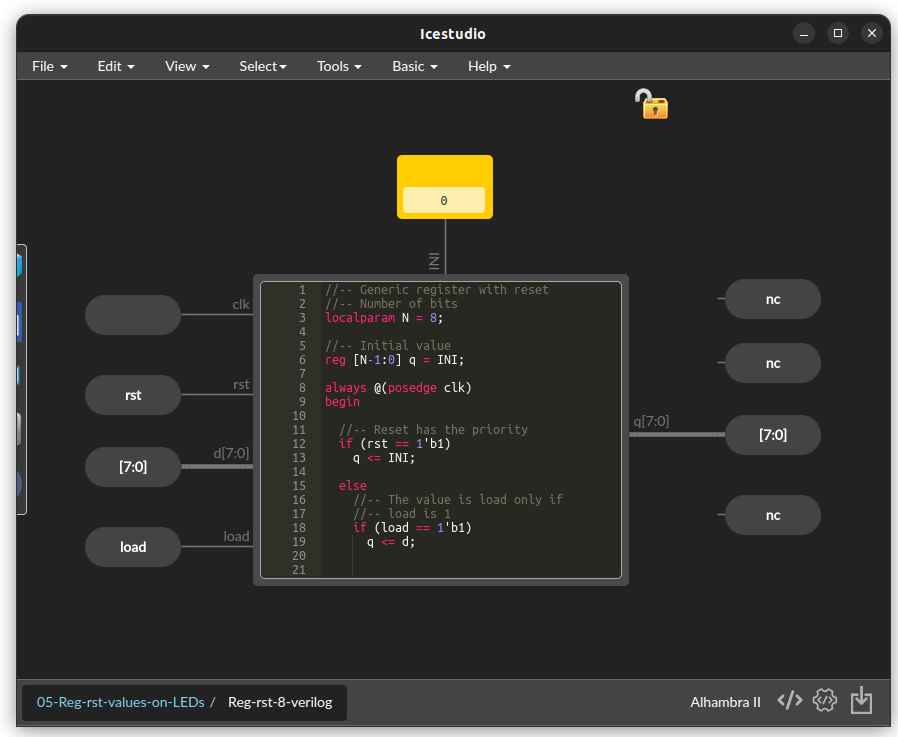 Icestudio
File Edit View Select Tools Basic Help
0
INI
clk
rst
rst
[7:0]
d[7:0]
load
load
1 //-- Generic register with reset
2 //-- Number of bits
3 localparam N = 8;
4
5 //-- Initial value
6 reg [N-1:0] q = INI;
7
8 always @(posedge clk)
9 begin
10
11 //-- Reset has the priority
12 if (rst == 1'b1)
13 q <= INI;
14
15 else
16 //-- The value is load only if
17 //-- load is 1
18 if (load == 1'b1)
19 q <= d;
20
21
nc
nc
q[7:0]
[7:0]
nc
05-Reg-rst-values-on-LEDs / Reg-rst-8-verilog
Alhambra II